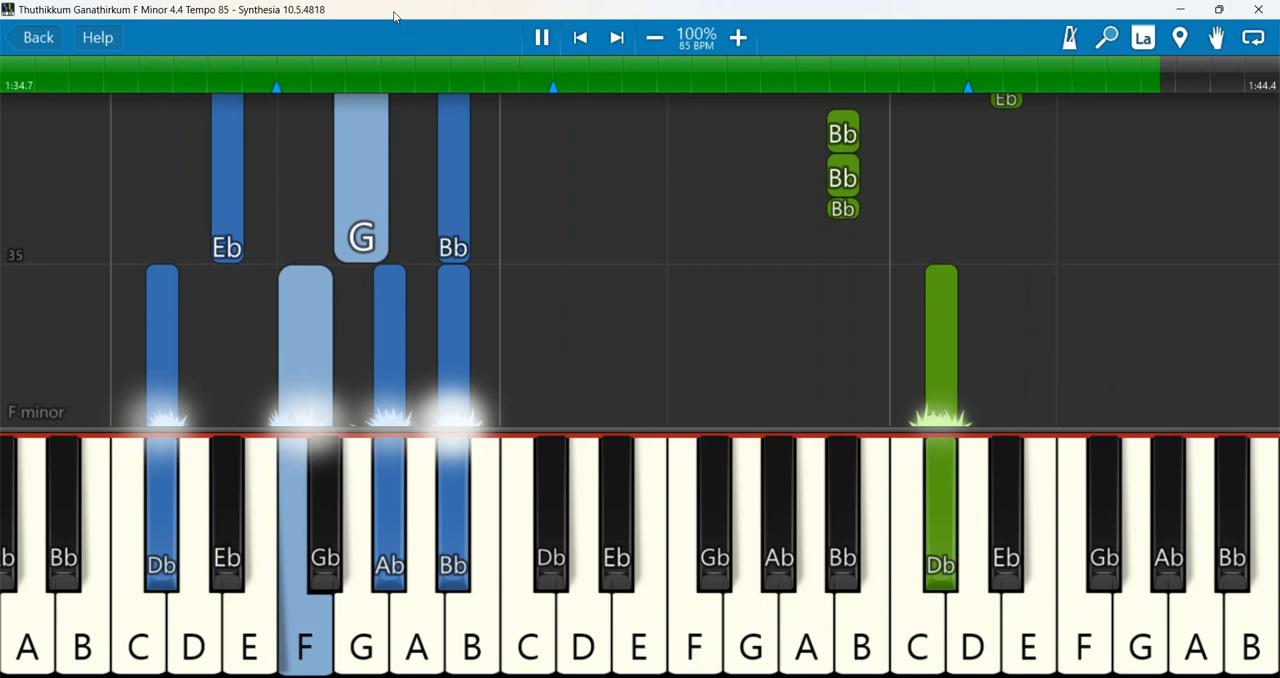 Thuthikkum Ganathirkum F Minor 4.4 Tempo 85 - Synthesia 10.5.4818
Back Help 100% La
85 BPM
1:34.7 1:44.4
Eb
Bb
Bb
Bb
Eb G Bb
35
F minor
b Bb Db Eb Gb Ab Bb Db Eb Gb Ab Bb Db Eb Gb Ab Bb
A B C D E F G A B C D E F G A B C D E F G A B